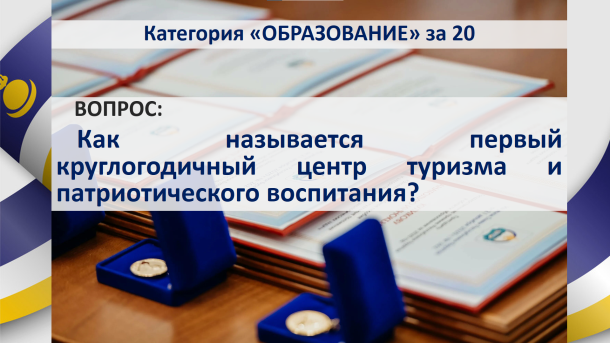 Категория «ОБРАЗОВАНИЕ» за 20
ВОПРОС:
Как называется первый
круглогодичный центр туризма и
патриотического воспитания?